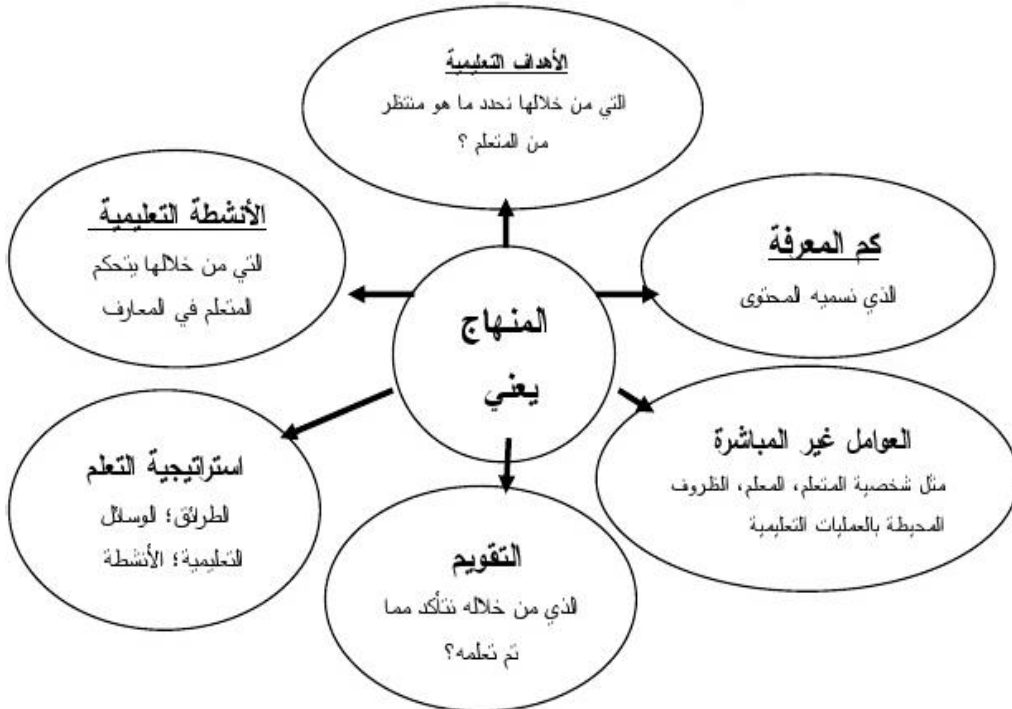 الأهداف التعليمية
التي من خلالها نحدد ما هو منتظر
من المتعلم ؟
كم المعرفة
الذي نسميه المحتوى
الأنشطة التعليمية
التي من خلالها يتحكم
المتعلم في المعارف
المنهاج
يعني
العوامل غير المباشرة
مثل شخصية المتعلم، المعلم، الظروف
المحيطة بالعمليات التعليمية
استراتيجية التعلم
الطرائق؛ الوسائل
التعليمية؛ الأنشطة
التقويم
الذي من خلاله نتأكد مما
تم تعلمه؟